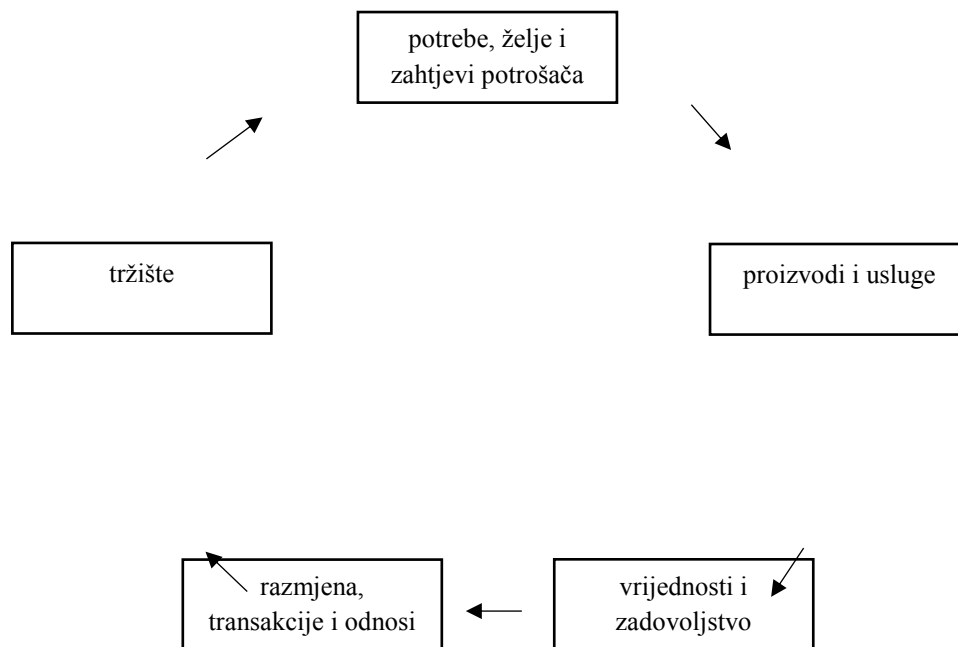 potrebe, želje i
zahtjevi potrošača
tržište
proizvodi i usluge
razmjena,
transakcije i odnosi
vrijednosti i
zadovoljstvo